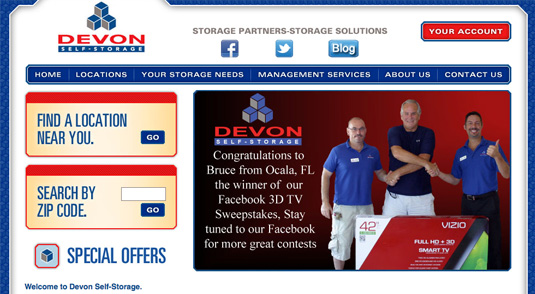 DEVON
SELF-STORAGE
STORAGE PARTNERS-STORAGE SOLUTIONS
YOUR ACCOUNT
f
Blog
HOME
LOCATIONS
YOUR STORAGE NEEDS
MANAGEMENT SERVICES
ABOUT US
CONTACT US
FIND A LOCATION
NEAR YOU.
GO
SEARCH BY
ZIP CODE.
GO
SPECIAL OFFERS
DEVON
SELF-STORAGE
Congratulations to
Bruce from Ocala, FL
the winner of our
Facebook 3D TV
Sweepstakes, Stay
tuned to our Facebook
for more great contests
42"
VIZIO
FULL HD + 3D
SMART TV
Welcome to Devon Self-Storage.